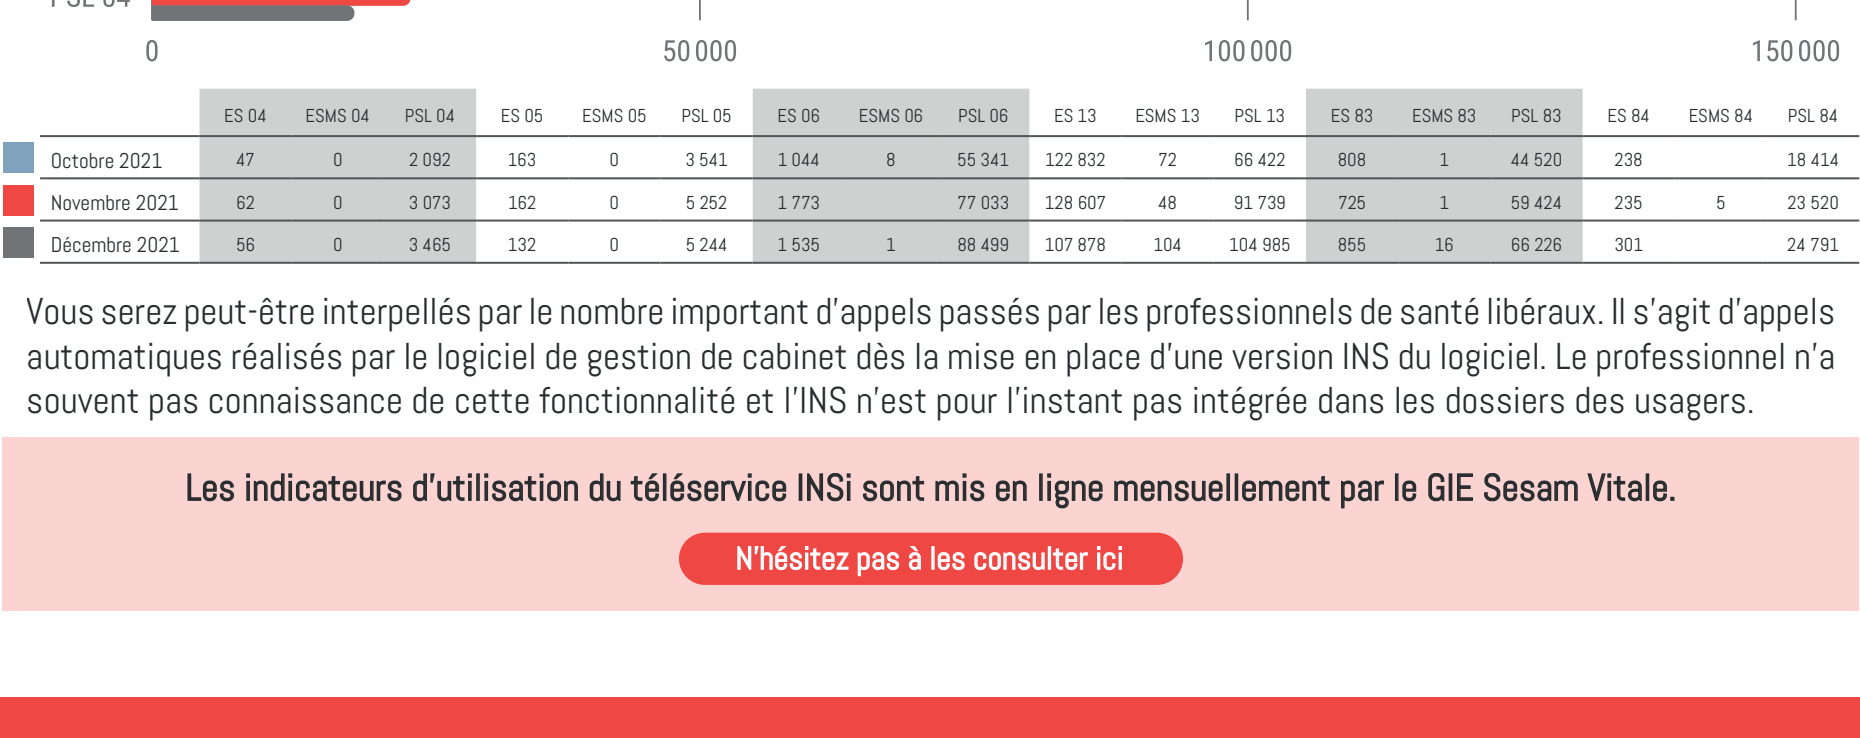 0 50 000 100 000 150 000
ES 04 ESMS 04 PSL 04 ES 05 ESMS 05 PSL 05 ES 06 ESMS 06 PSL 06 ES 13 ESMS 13 PSL 13 ES 83 ESMS 83 PSL 83 ES 84 ESMS 84 PSL 84
Octobre 2021 47 0 2 092 163 0 3 541 1 044 8 55 341 122 832 72 66 422 808 1 44 520 238 18 414
Novembre 2021 62 0 3 073 162 0 5 252 1 773 77 033 128 607 48 91 739 725 1 59 424 235 5 23 520
Décembre 2021 56 0 3 465 132 0 5 244 1 535 1 88 499 107 878 104 104 985 855 16 66 226 301 24 791
Vous serez peut-être interpellés par le nombre important d'appels passés par les professionnels de santé libéraux. Il s'agit d'appels
automatiques réalisés par le logiciel de gestion de cabinet dès la mise en place d'une version INS du logiciel. Le professionnel n'a
souvent pas connaissance de cette fonctionnalité et l'INS n'est pour l'instant pas intégrée dans les dossiers des usagers.
Les indicateurs d'utilisation du téléservice INSi sont mis en ligne mensuellement par le GIE Sesam Vitale.
N'hésitez pas à les consulter ici